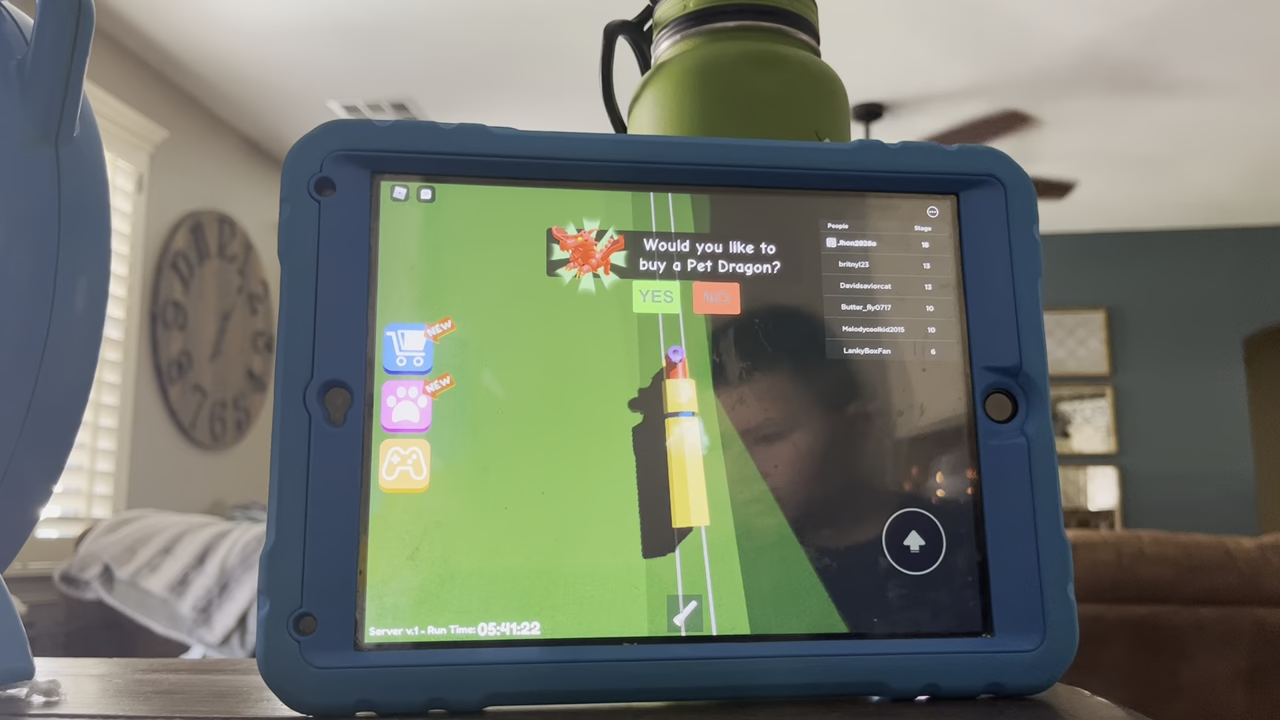 Would you like to
buy a Pet Dragon?
YES
NO
NEW
NEW
People Stage
Jhon2026o 16
britnyl23 13
Davidsaviorcat 13
Butter_fly0717 10
Melodycoolkid2015 10
LankyBoxFan 6
Server v.1 - Run Time: 05:41:22